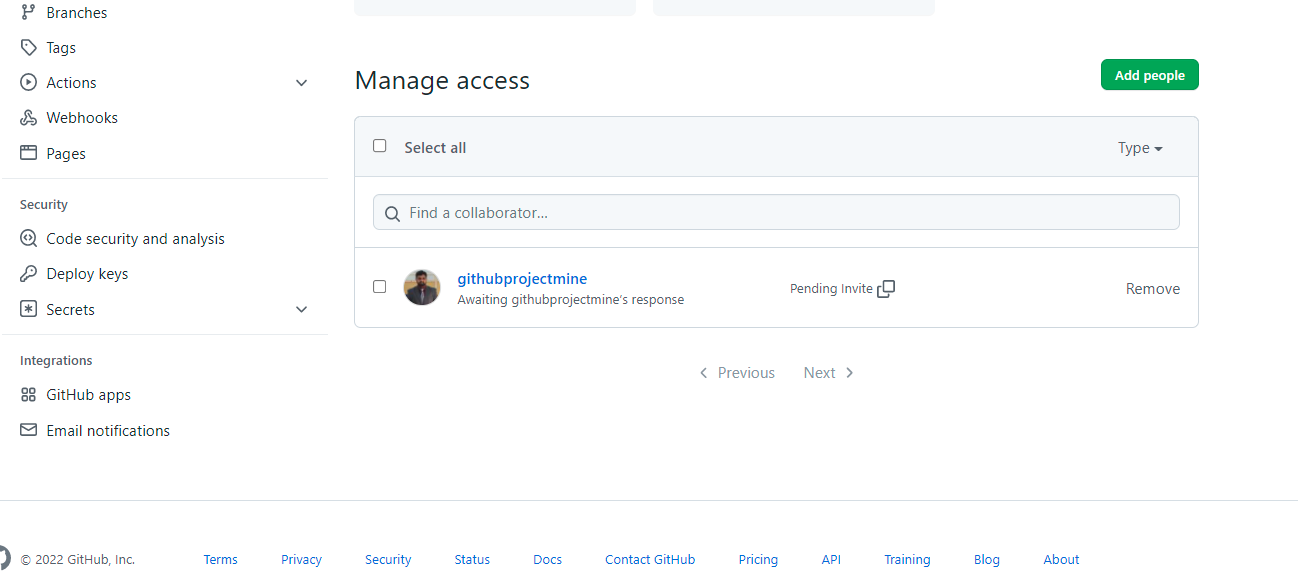 Branches
Tags
Actions
Webhooks
Pages
Security
Code security and analysis
Deploy keys
Secrets
Integrations
GitHub apps
Email notifications
Manage access
Add people
Select all
Type
Find a collaborator...
githubprojectmine
Awaiting githubprojectmine’s response
Pending Invite
Remove
Previous Next
© 2022 GitHub, Inc. Terms Privacy Security Status Docs Contact GitHub Pricing API Training Blog About